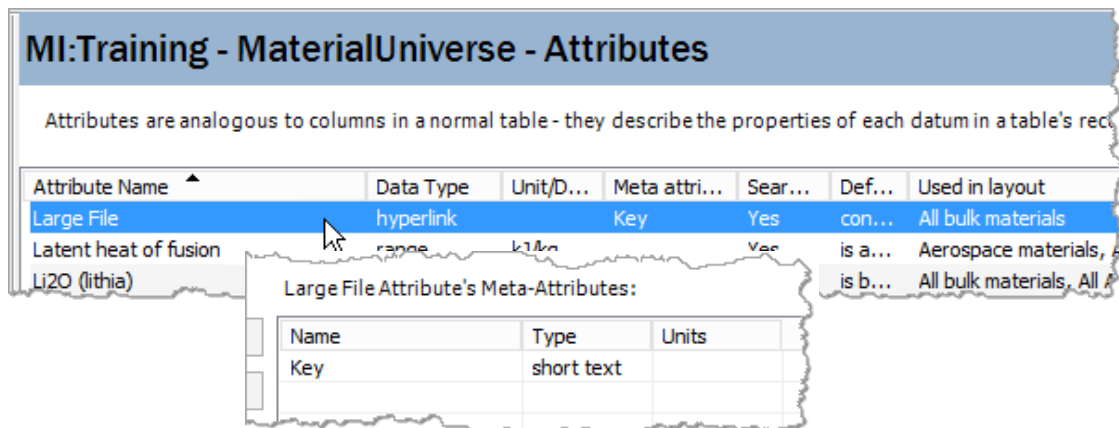 MI:Training - MaterialUniverse - Attributes
Attributes are analogous to columns in a normal table - they describe the properties of each datum in a table's
Attribute Name Data Type Unit/D... Meta attri... Sear... Def... Used in layout
Large File hyperlink Key Yes con... All bulk materials
Latent heat of fusion range kJ/kg Yes is a... Aerospace materials,
Li2O (lithia) is b... All bulk materials, All
Large File Attribute's Meta-Attributes:
Name Type Units
Key short text